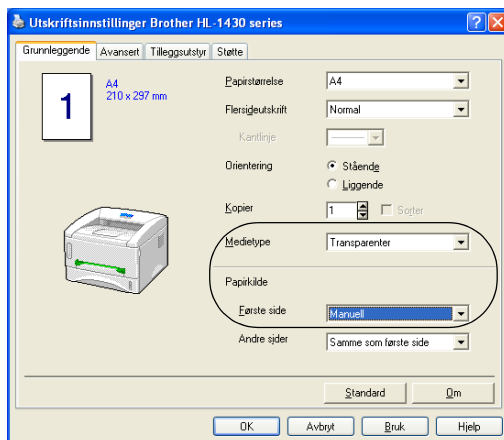 Utskriftsinnstillinger Brother HL-1430 series
Grunnleggende Avansert Tilleggsutstyr Støtte
1
A4
210 x 297 mm
Papirstørrelse A4
Flersideutskrift Normal
Kantlinje
Orientering Stående
Liggende
Kopier 1 Sorter
Medietype Transparenter
Papirkilde
Første side Manuell
Andre sider Samme som første side
Standard Om
OK Avbryt Bruk Hjelp